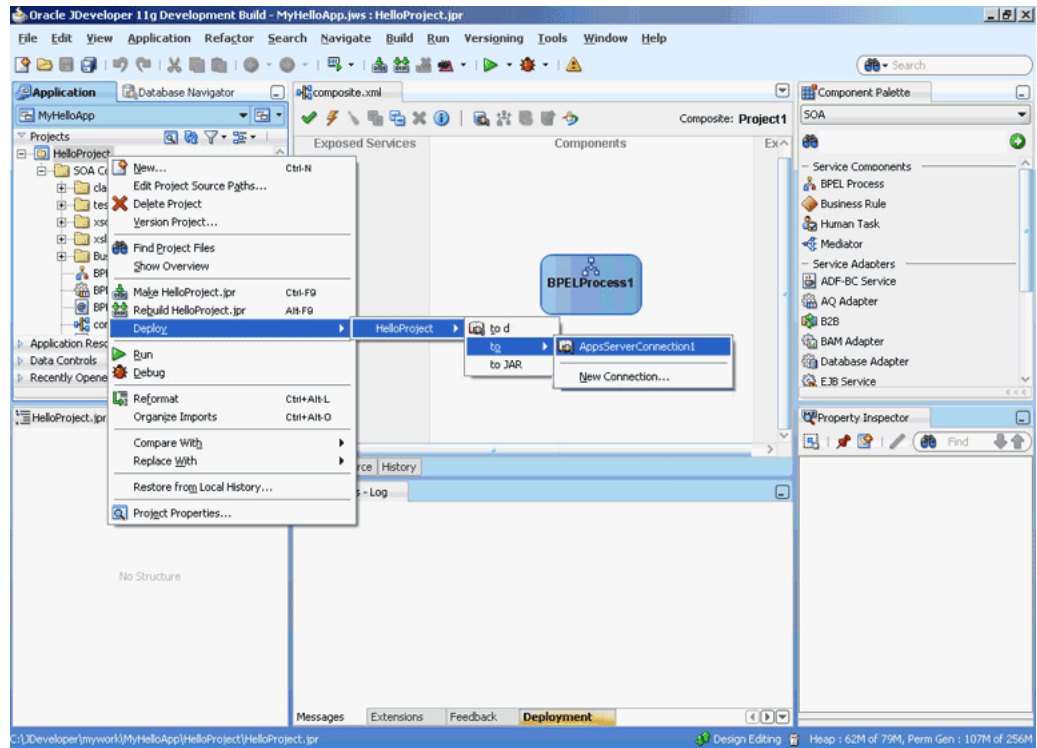 Oracle JDeveloper 11g Development Build - MyHelloApp.jws : HelloProject.jpr
File Edit View Application Refactor Search Navigate Build Run Versioning Tools Window Help
Search
Application Database Navigator
MyHelloApp
Projects
HelloProject
SOA
BPE
Application
Data Controls
Recently Opene
New... Ctrl-N
Edit Project Source Paths...
Delete Project
Version Project...
Find Project Files
Show Overview
Make HelloProject.jpr Ctrl-F9
Rebuild HelloProject.jpr Alt-F9
Deploy
Run
Debug
Reformat Ctrl+Alt-L
Organize Imports Ctrl+Alt-O
Compare With
Replace With
Restore from Local History...
Project Properties...
HelloProject
to d
to
to JAR
AppsServerConnection1
New Connection...
composite.xml
Composite: Project1
Exposed Services Components Ex
BPELProcess1
rce History
s - Log
HelloProject.jpr
No Structure
Messages Extensions Feedback Deployment
Component Palette
SOA
Service Components
BPEL Process
Business Rule
Human Task
Mediator
Service Adapters
ADF-BC Service
AQ Adapter
B2B
BAM Adapter
Database Adapter
EJB Service
Property Inspector
Find
C:\JDeveloper\mywork\MyHelloApp\HelloProject\HelloProject.jpr
Design Editing Heap : 62M of 79M, Perm Gen : 107M of 256M